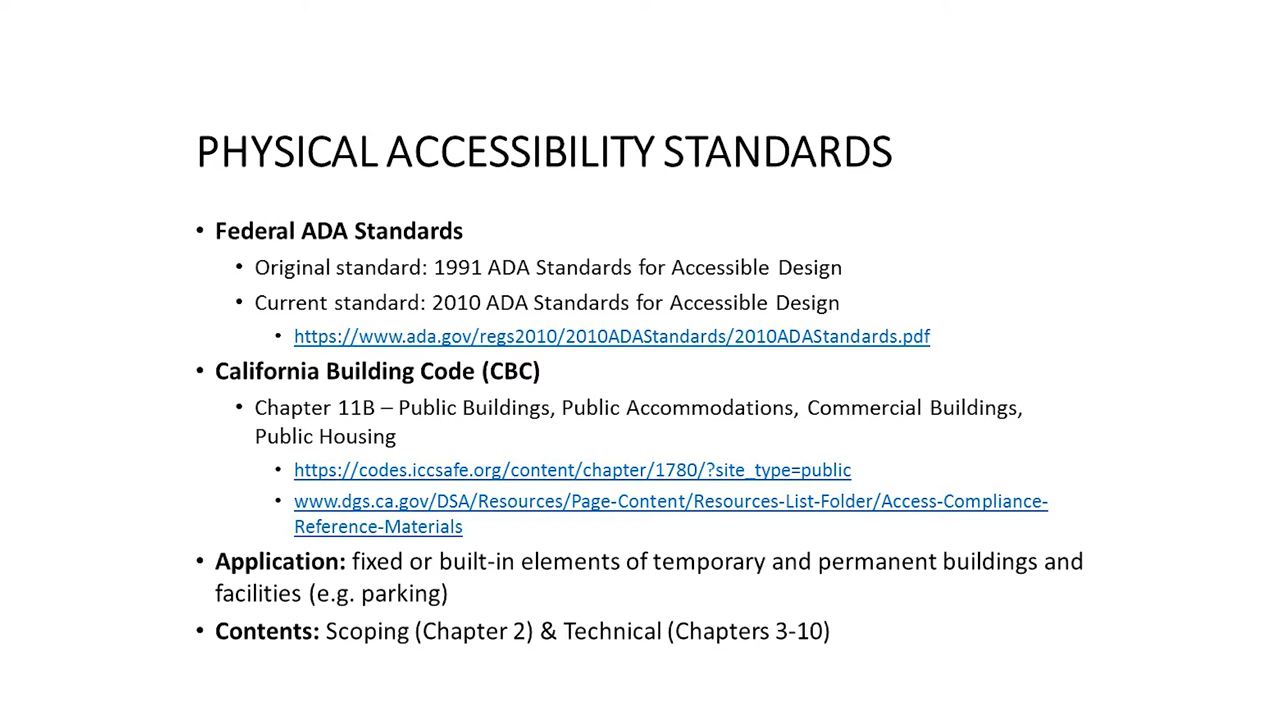 PHYSICAL ACCESSIBILITY STANDARDS
• Federal ADA Standards
• Original standard: 1991 ADA Standards for Accessible Design
• Current standard: 2010 ADA Standards for Accessible Design
• https://www.ada.gov/regs2010/2010ADAStandards/2010ADAStandards.pdf
• California Building Code (CBC)
• Chapter 11B – Public Buildings, Public Accommodations, Commercial Buildings,
Public Housing
• https://codes.iccsafe.org/content/chapter/1780/?site_type=public
• www.dgs.ca.gov/DSA/Resources/Page-Content/Resources-List-Folder/Access-Compliance-
Reference-Materials
• Application: fixed or built-in elements of temporary and permanent buildings and
facilities (e.g. parking)
• Contents: Scoping (Chapter 2) & Technical (Chapters 3-10)